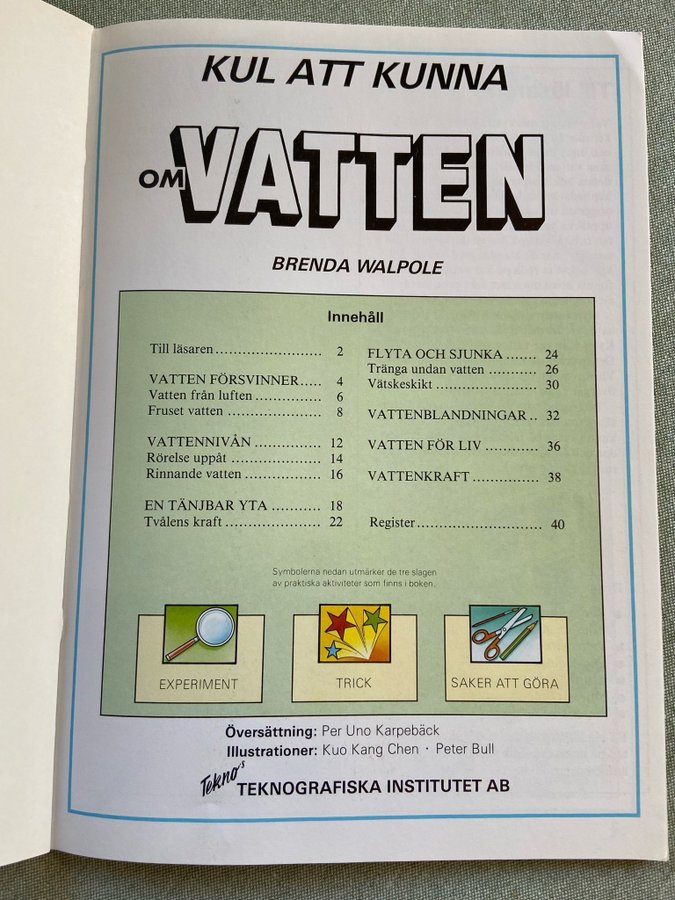 KUL ATT KUNNA
OM VATTEN
BRENDA WALPOLE
Innehåll
Till läsaren........................ 2
VATTEN FÖRSVINNER..... 4
Vatten från luften............... 6
Fruset vatten..................... 8
VATTENNIVÅN............... 12
Rörelse uppåt.................. 14
Rinnande vatten............... 16
EN TÄNJBAR YTA............ 18
Tvålens kraft..................... 22
FLYTA OCH SJUNKA....... 24
Tränga undan vatten......... 26
Vätskeskikt..................... 30
VATTENBLANDNINGAR.. 32
VATTEN FÖR LIV............ 36
VATTENKRAFT............... 38
Register........................... 40
Symbolerna nedan utmärker de tre slagen
av praktiska aktiviteter som finns i boken.
EXPERIMENT
TRICK
SAKER ATT GÖRA
Översättning: Per Uno Karpebäck
Illustrationer: Kuo Kang Chen · Peter Bull
Tekno's TEKNOGRAFISKA INSTITUTET AB